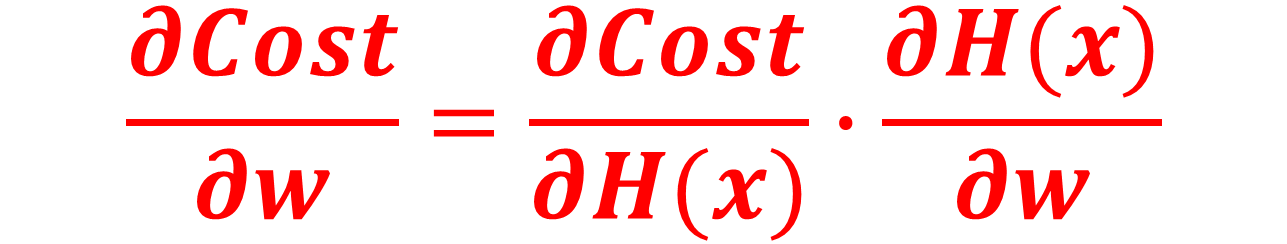 ∂Cost/∂w = ∂Cost/∂H(x) · ∂H(x)/∂w